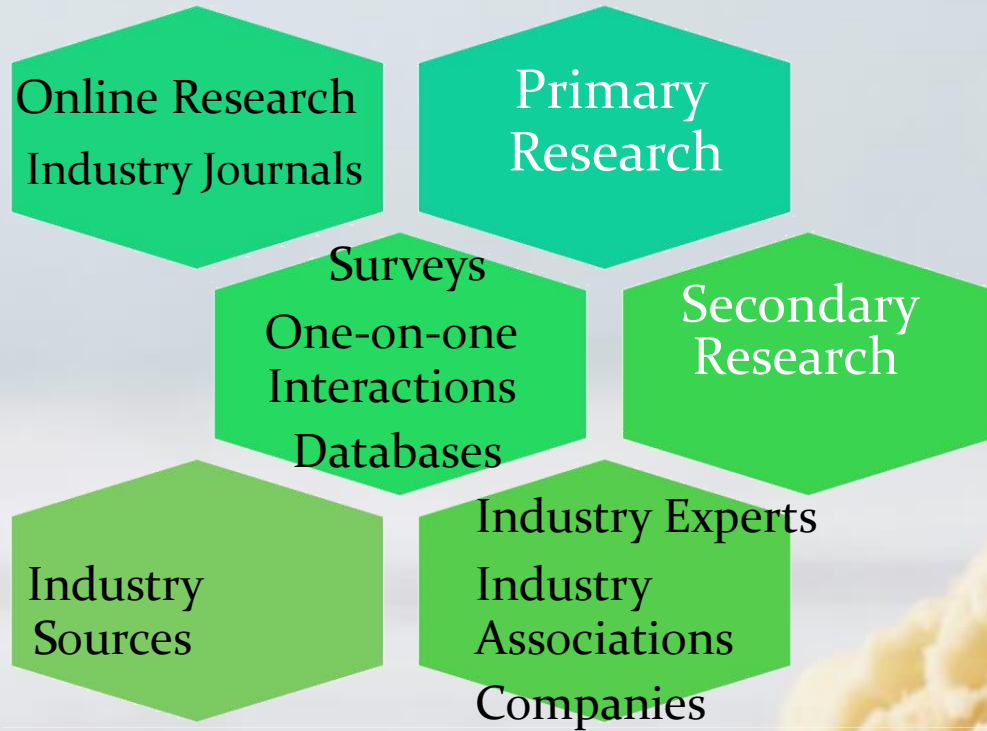 Online Research
Industry Journals
Primary
Research
Surveys
One-on-one
Interactions
Databases
Secondary
Research
Industry
Sources
Industry Experts
Industry
Associations
Companies